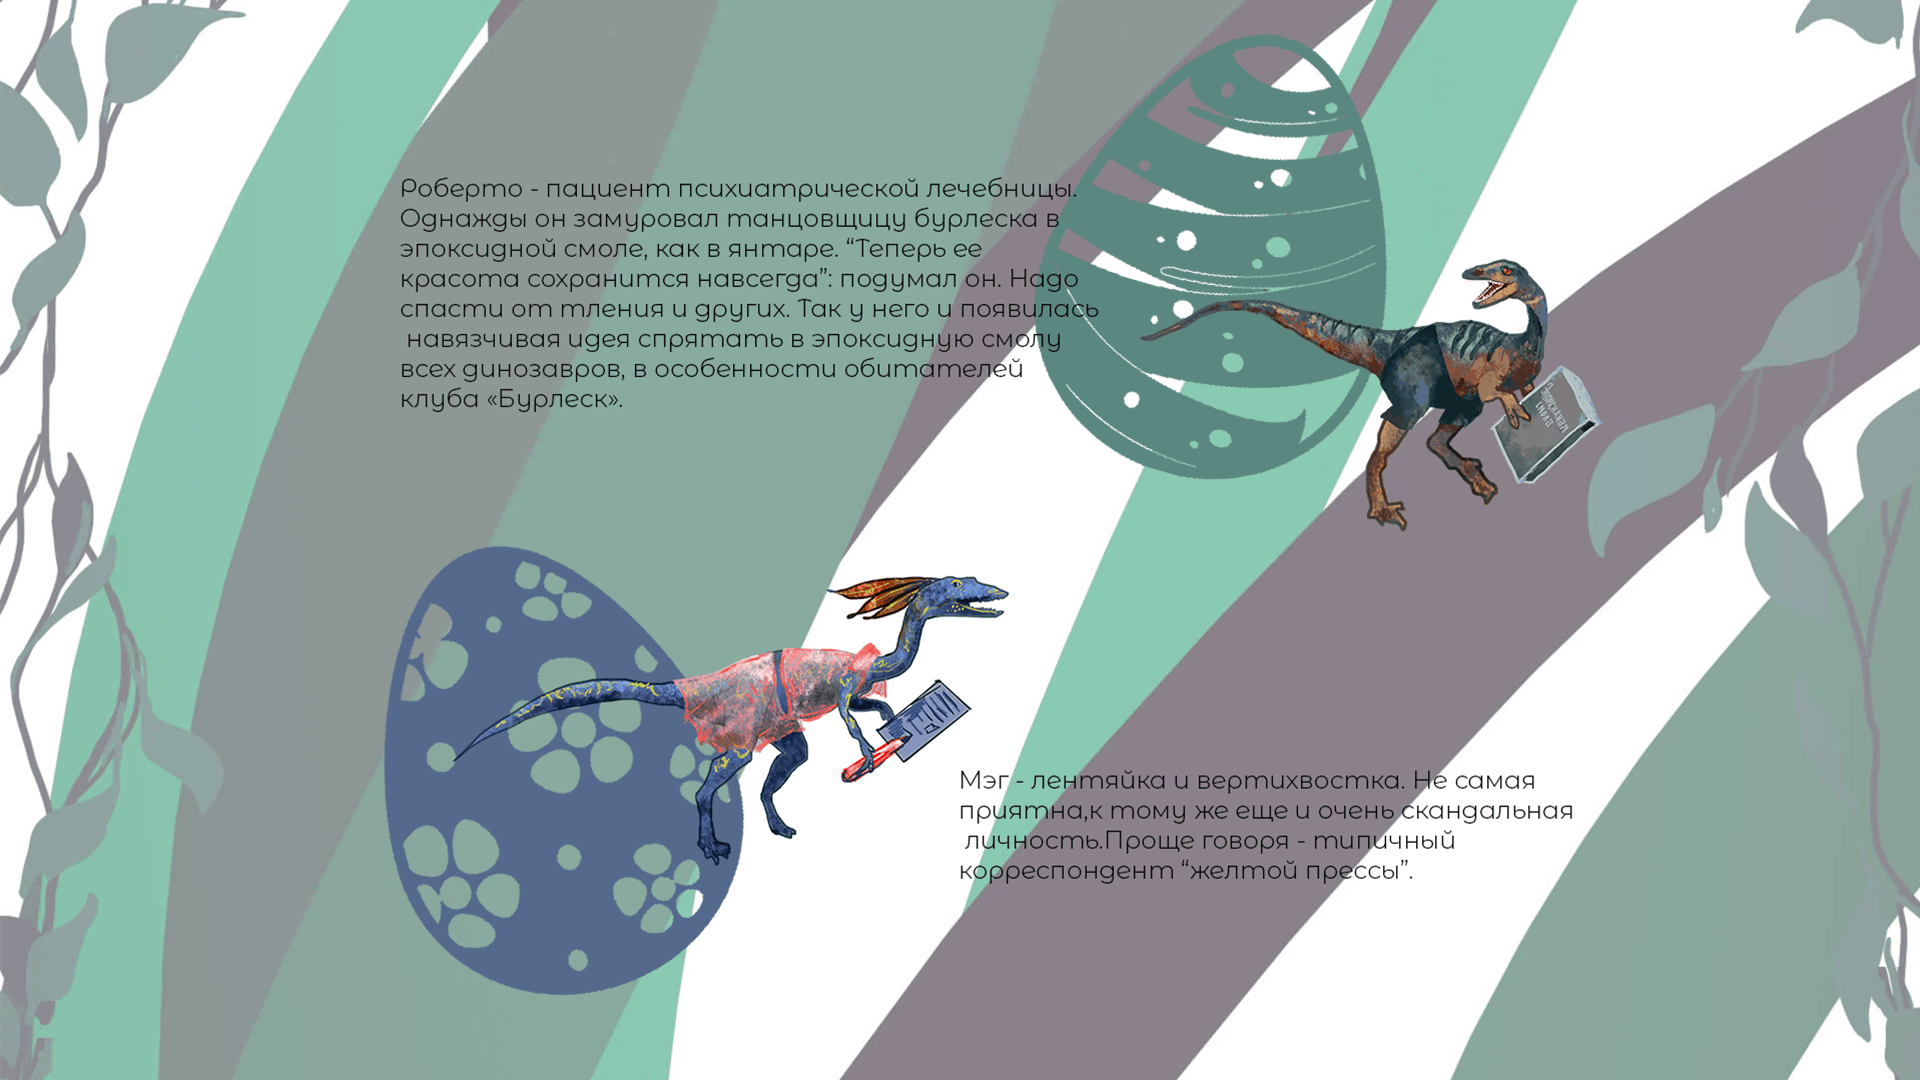 Роберто - пациент психиатрической лечебницы.
Однажды он замуровал танцовщицу бурлеска в
эпоксидной смоле, как в янтаре. “Теперь ее
красота сохранится навсегда”: подумал он. Надо
спасти от тления и других. Так у него и появилась
навязчивая идея спрятать в эпоксидную смолу
всех динозавров, в особенности обитателей
клуба «Бурлеск».
Мэг - лентяйка и вертихвостка. Не самая
приятна,к тому же еще и очень скандальная
личность.Проще говоря - типичный
корреспондент “желтой прессы”.